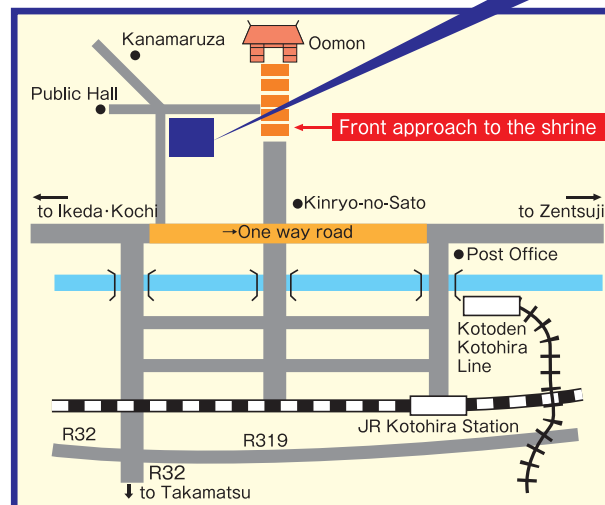 Kanamaruza
Oomon
Public Hall
Front approach to the shrine
Kinryo-no-Sato
to Ikeda·Kochi
to Zentsuji
→One way road
Post Office
Kotoden
Kotohira
Line
JR Kotohira Station
R32
R319
R32
to Takamatsu